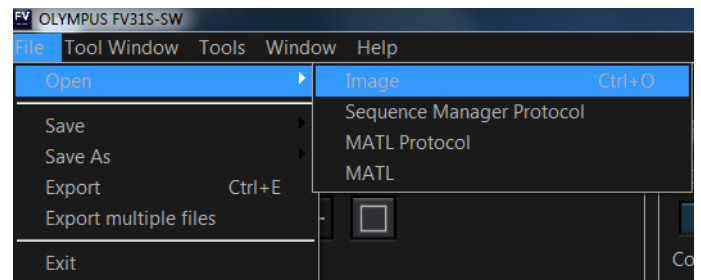 FV OLYMPUS FV31S-SW
File Tool Window Tools Window Help
Open
Image Ctrl+O
Sequence Manager Protocol
MATL Protocol
MATL
Save
Save As
Export Ctrl+E
Export multiple files
Exit
Co